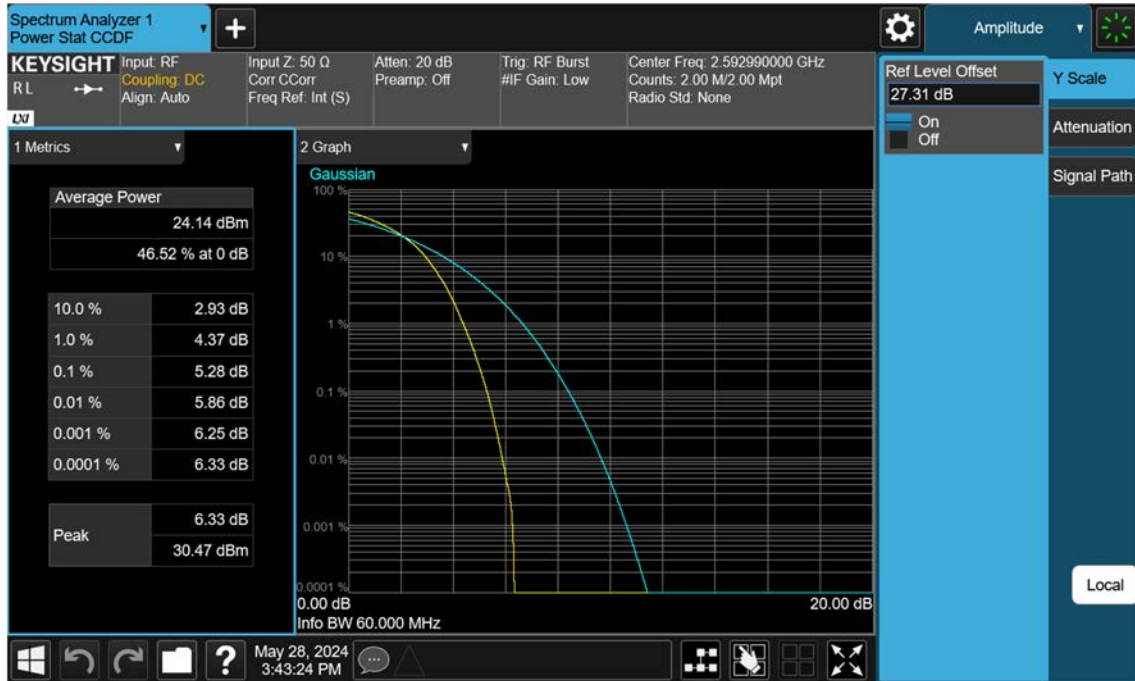 Spectrum Analyzer 1
Power Stat CCDF
Amplitude
KEYSIGHT
R L
LXI
Input: RF
Coupling: DC
Align: Auto
Input Z: 50 Ω
Corr CCorr
Freq Ref: Int (S)
Atten: 20 dB
Preamp: Off
Trig: RF Burst
#IF Gain: Low
Center Freq: 2.592990000 GHz
Counts: 2.00 M/2.00 Mpt
Radio Std: None
Ref Level Offset
27.31 dB
On
Off
Y Scale
Attenuation
Signal Path
1 Metrics
Average Power
24.14 dBm
46.52 % at 0 dB
10.0 % 2.93 dB
1.0 % 4.37 dB
0.1 % 5.28 dB
0.01 % 5.86 dB
0.001 % 6.25 dB
0.0001 % 6.33 dB
Peak
6.33 dB
30.47 dBm
2 Graph
Gaussian
100 %
10 %
1 %
0.1 %
0.01 %
0.001 %
0.0001 %
0.00 dB 20.00 dB
Info BW 60.000 MHz
Local
?
May 28, 2024
3:43:24 PM